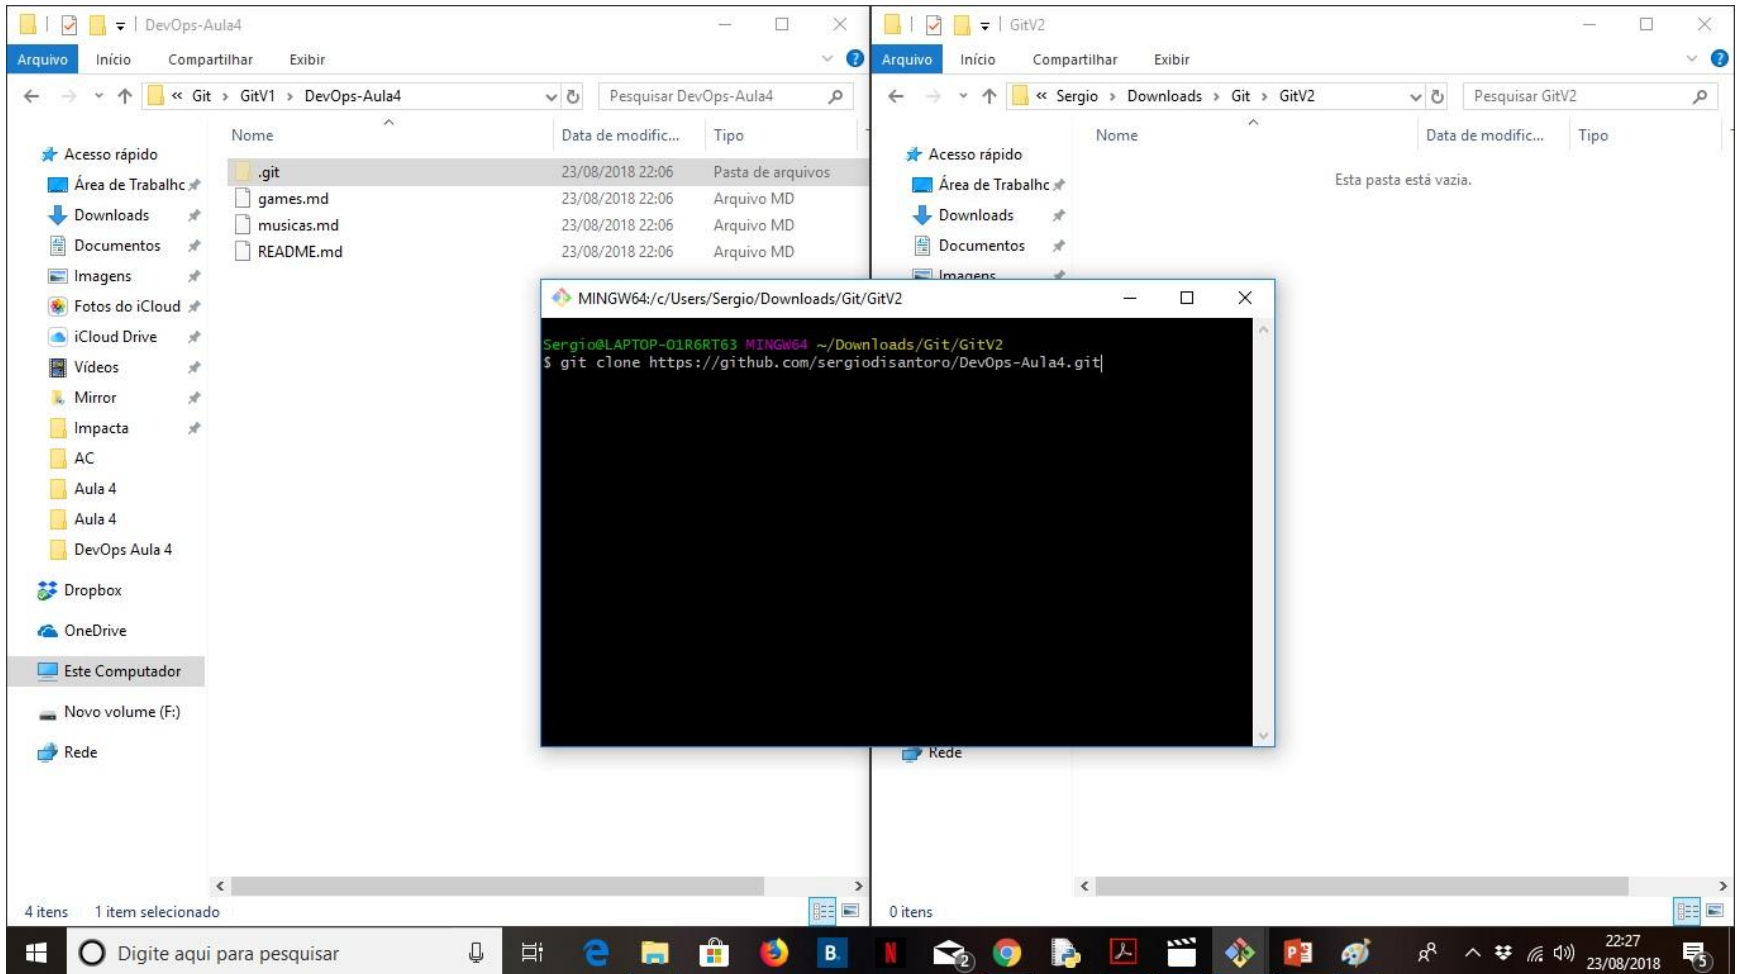 DevOps-Aula4
Arquivo Início Compartilhar Exibir
« Git › GitV1 › DevOps-Aula4
Pesquisar DevOps-Aula4
Nome Data de modific... Tipo
Acesso rápido
Área de Trabalhc
Downloads
Documentos
Imagens
Fotos do iCloud
iCloud Drive
Vídeos
Mirror
Impacta
AC
Aula 4
Aula 4
DevOps Aula 4
Dropbox
OneDrive
Este Computador
Novo volume (F:)
Rede
.git 23/08/2018 22:06 Pasta de arquivos
games.md 23/08/2018 22:06 Arquivo MD
musicas.md 23/08/2018 22:06 Arquivo MD
README.md 23/08/2018 22:06 Arquivo MD
4 itens 1 item selecionado
GitV2
Arquivo Início Compartilhar Exibir
« Sergio › Downloads › Git › GitV2
Pesquisar GitV2
Nome Data de modific... Tipo
Esta pasta está vazia.
Acesso rápido
Área de Trabalhc
Downloads
Documentos
Imagens
Rede
0 itens
MINGW64:/c/Users/Sergio/Downloads/Git/GitV2
Sergio@LAPTOP-O1R6RT63 MINGW64 ~/Downloads/Git/GitV2
$ git clone https://github.com/sergiodisantoro/DevOps-Aula4.git
Digite aqui para pesquisar
B.
N
2
22:27
23/08/2018
5